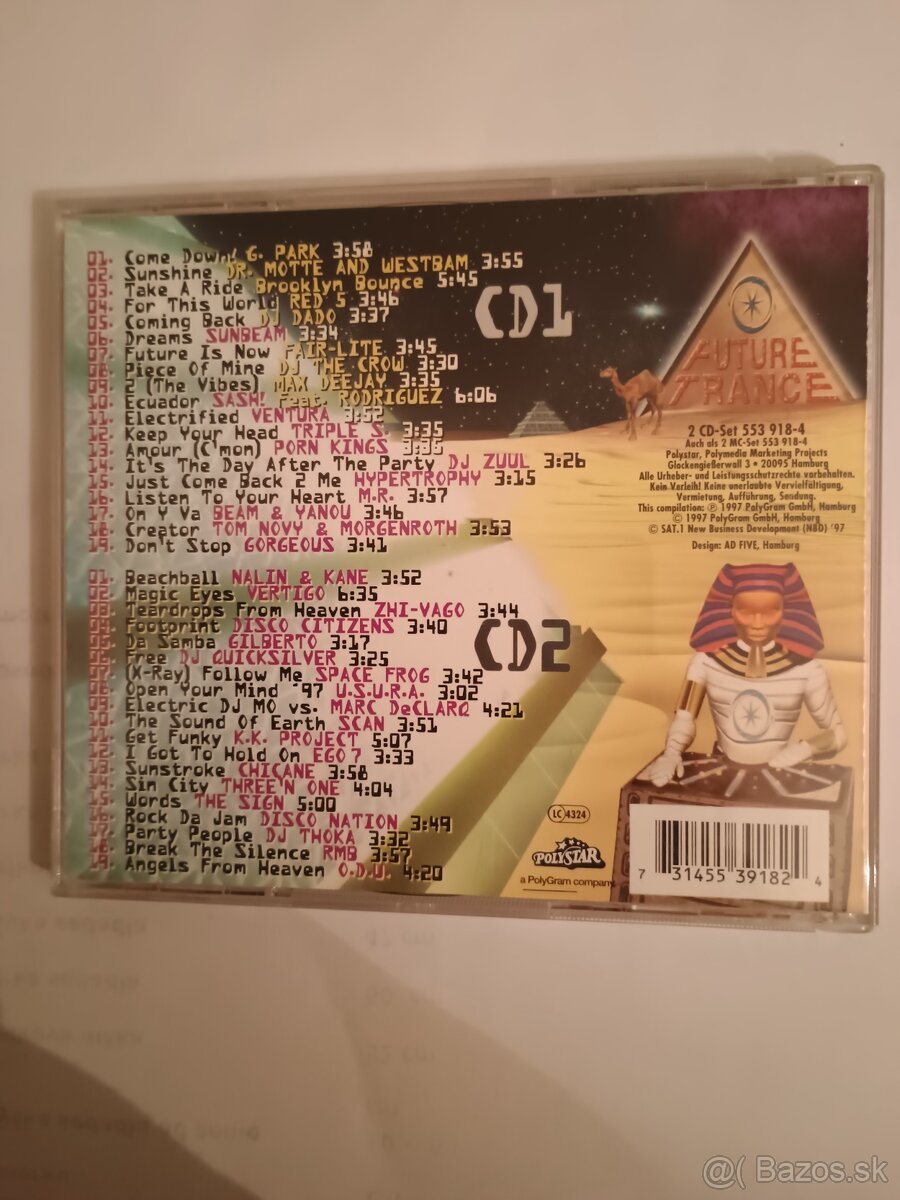 01. Come Down! G. PARK 3:58
02. Sunshine DR. MOTTE AND WESTBAM 3:55
03. Take A Ride Brooklyn Bounce 5:45
04. For This World RED 5 3:46
05. Coming Back DJ DADO 3:37
06. Dreams SUNBEAM 3:34
07. Future Is Now FAIR-LITE 3:45
08. Piece Of Mine DJ THE CROW 3:30
09. 2 (The Vibes) MAX DEEJAY 3:35
10. Ecuador SASH! Feat. RODRIGUEZ 6:06
11. Electrified VENTURA 3:52
12. Keep Your Head TRIPLE S. 3:35
13. Amour (C'mon) PORN KINGS 3:36
14. It's The Day After The Party DJ ZUUL 3:26
15. Just Come Back 2 Me HYPERTROPHY 3:15
16. Listen To Your Heart M.R. 3:57
17. On Y Va BEAM & YANOU 3:46
18. Creator TOM NOVY & MORGENROTH 3:53
19. Don't Stop GORGEOUS 3:41
CD1
01. Beachball NALIN & KANE 3:52
02. Magic Eyes VERTIGO 6:35
03. Teardrops From Heaven ZHI-VAGO 3:44
04. Footprint DISCO CITIZENS 3:40
05. Da Samba GILBERTO 3:17
06. Free DJ QUICKSILVER 3:25
07. (X-Ray) Follow Me SPACE FROG 3:42
08. Open Your Mind '97 U.S.U.R.A. 3:02
09. Electric DJ MO vs. MARC DeCLARQ 4:21
10. The Sound Of Earth SCAN 3:51
11. Get Funky K.K. PROJECT 5:07
12. I Got To Hold On EGO 7 3:33
13. Sunstroke CHICANE 3:58
14. Sin City THREE'N ONE 4:04
15. Words THE SIGN 5:00
16. Rock Da Jam DISCO NATION 3:49
17. Party People DJ THOKA 3:32
18. Break The Silence RMB 3:57
19. Angels From Heaven O.D.U. 4:20
CD2
FUTURE
TRANCE
2 CD-Set 553 918-4
Auch als 2 MC-Set 553 918-4
Polystar, Polymedia Marketing Projects
Glockengießerwall 3 • 20095 Hamburg
Alle Urheber- und Leistungsschutzrechte vorbehalten.
Kein Verleih! Keine unerlaubte Vervielfältigung,
Vermietung, Aufführung, Sendung.
This compilation: ℗ 1997 PolyGram GmbH, Hamburg
© 1997 PolyGram GmbH, Hamburg
© SAT.1 New Business Development (NBD) '97
Design: AD FIVE, Hamburg
LC 4324
POLYSTAR
a PolyGram company
7 31455 39182 4
@( Bazos.sk